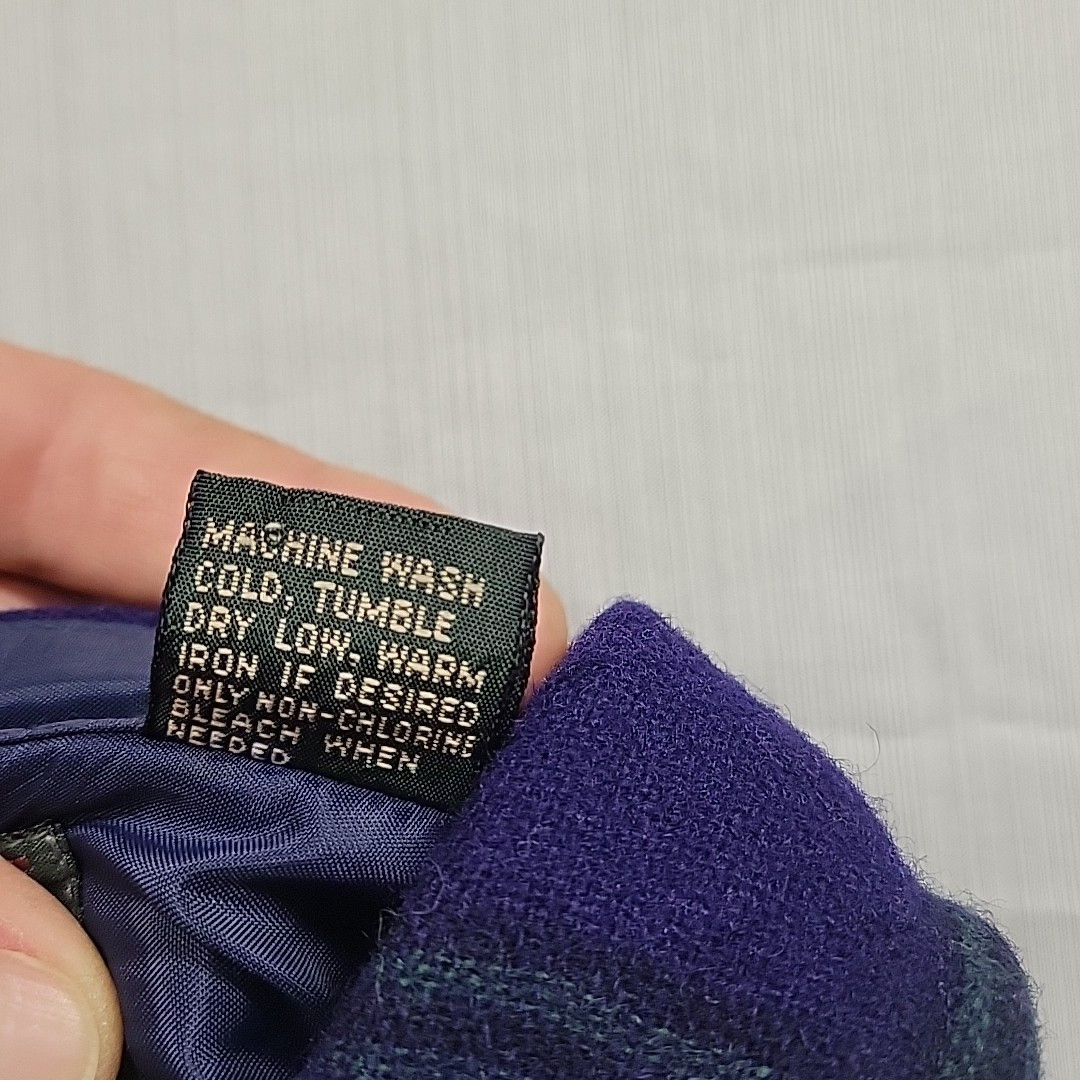 MACHINE WASH
COLD, TUMBLE
DRY LOW, WARM
IRON IF DESIRED
ONLY NON-CHLORINE
BLEACH WHEN
NEEDED